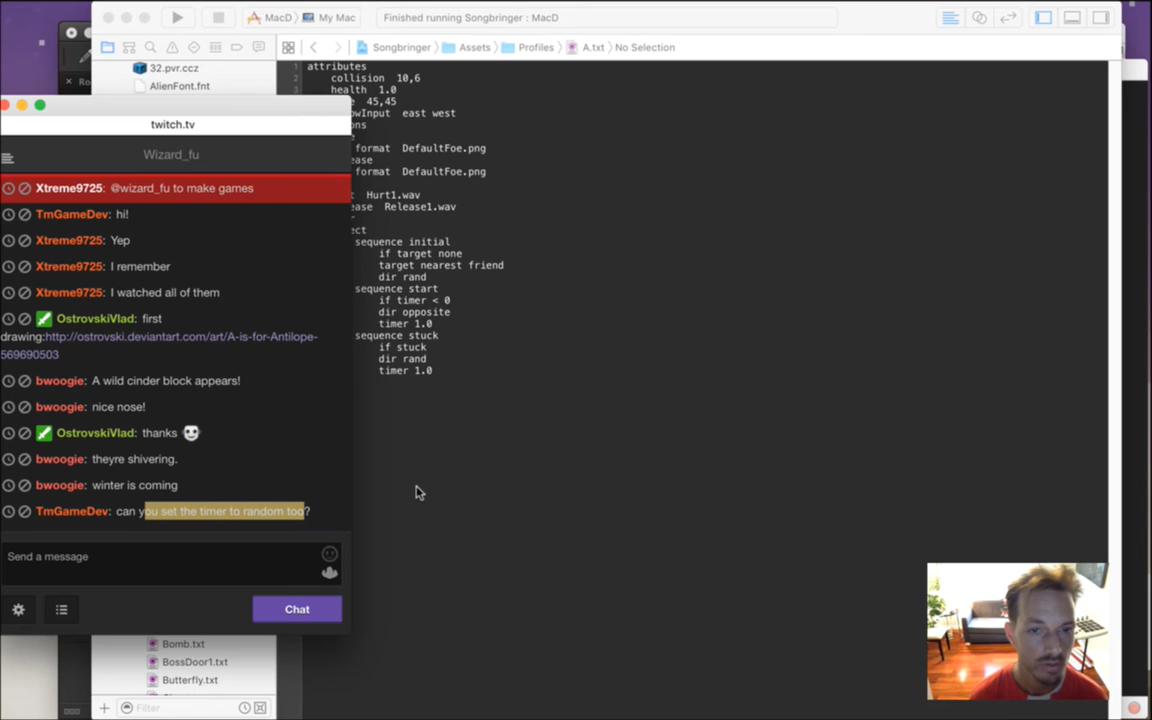 MacD My Mac
Finished running Songbringer : MacD
Songbringer Assets Profiles A.txt No Selection
32.pvr.ccz
AlienFont.fnt
1 attributes
2 collision 10,6
3 health 1.0
45,45
east west
format DefaultFoe.png
format DefaultFoe.png
Hurt1.wav
Release1.wav
sequence initial
if target none
target nearest friend
dir rand
sequence start
if timer < 0
dir opposite
timer 1.0
sequence stuck
if stuck
dir rand
timer 1.0
twitch.tv
Wizard_fu
Xtreme9725: @wizard_fu to make games
TmGameDev: hi!
Xtreme9725: Yep
Xtreme9725: I remember
Xtreme9725: I watched all of them
OstrovskiVlad: first
drawing:http://ostrovski.deviantart.com/art/A-is-for-Antilope-
569690503
bwoogie: A wild cinder block appears!
bwoogie: nice nose!
OstrovskiVlad: thanks
bwoogie: theyre shivering.
bwoogie: winter is coming
TmGameDev: can you set the timer to random too?
Send a message
Chat
Bomb.txt
BossDoor1.txt
Butterfly.txt
Filter